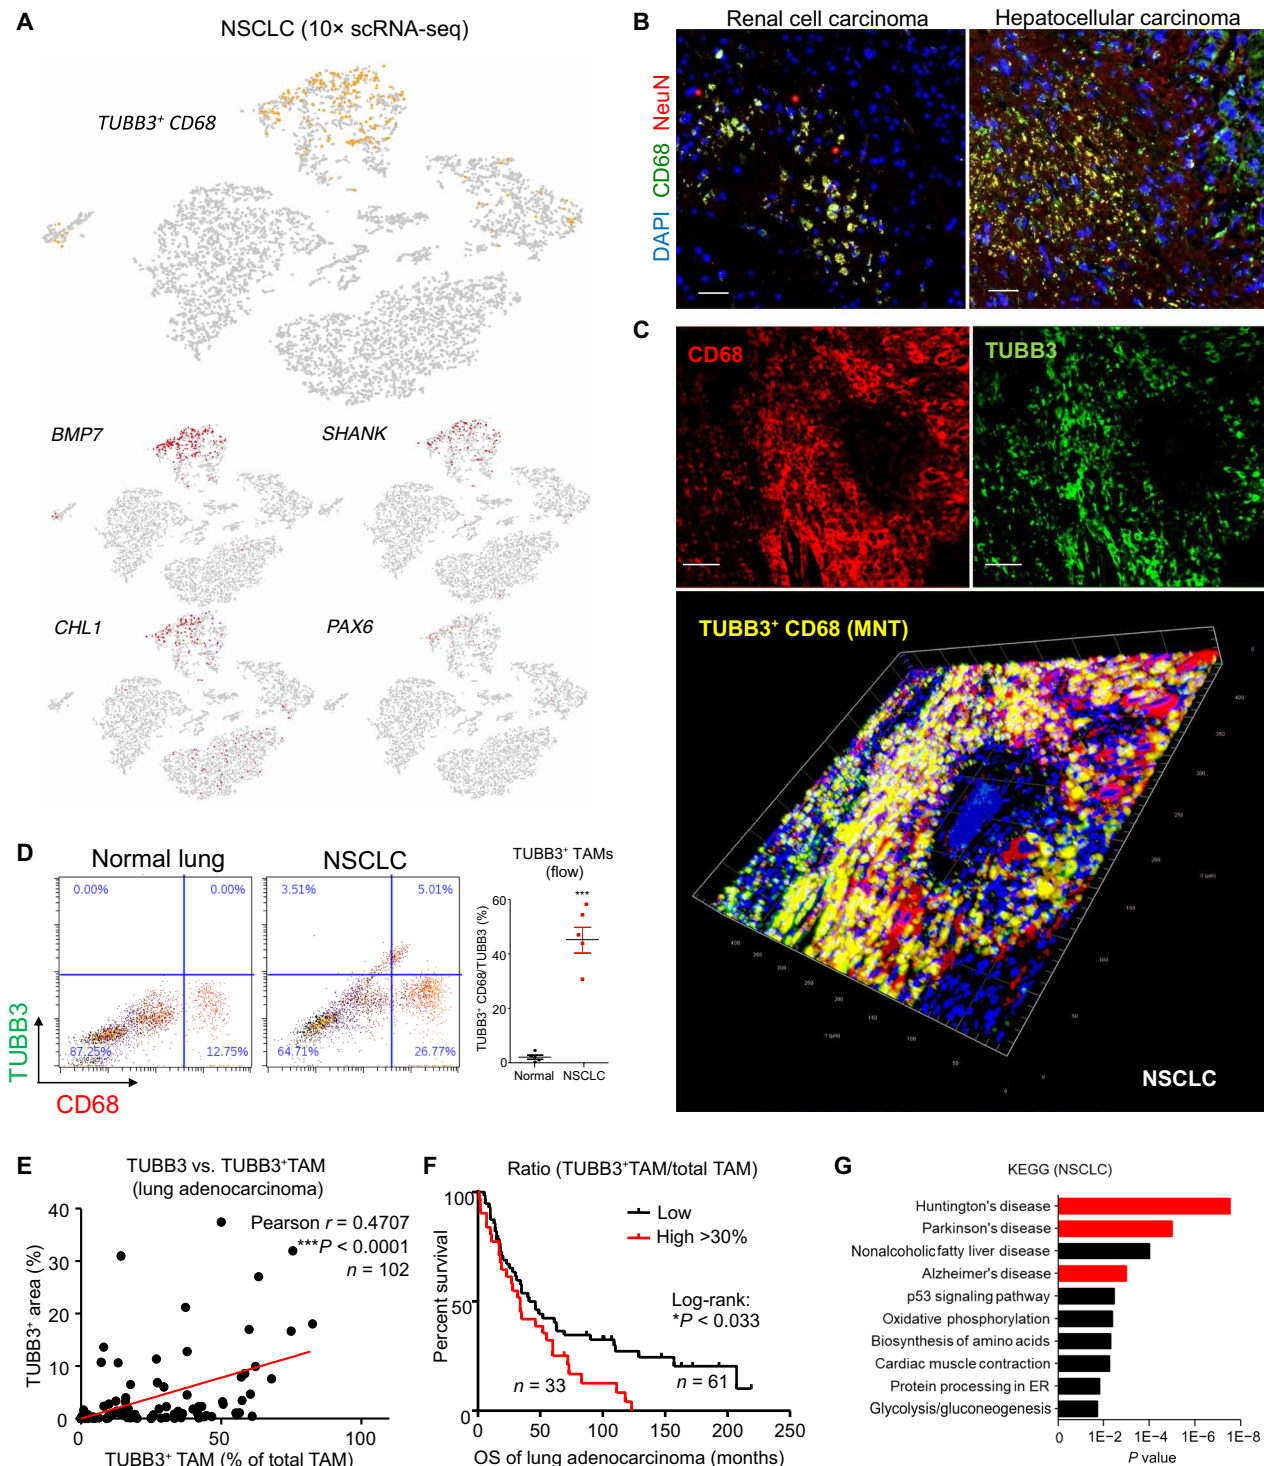 A
NSCLC (10× scRNA-seq)
TUBB3⁺ CD68
BMP7
SHANK
CHL1
PAX6
B
Renal cell carcinoma
Hepatocellular carcinoma
DAPI CD68 NeuN
C
CD68
TUBB3
TUBB3⁺ CD68 (MNT)
NSCLC
D
Normal lung
NSCLC
0.00%
0.00%
87.25%
12.75%
3.51%
5.01%
64.71%
26.77%
TUBB3
CD68
TUBB3⁺ TAMs
(flow)
***
TUBB3⁺ CD68/TUBB3 (%)
60
40
20
0
Normal
NSCLC
E
TUBB3 vs. TUBB3⁺TAM
(lung adenocarcinoma)
Pearson r = 0.4707
***P < 0.0001
n = 102
TUBB3⁺ area (%)
40
30
20
10
0
0
50
100
TUBB3⁺ TAM (% of total TAM)
F
Ratio (TUBB3⁺TAM/total TAM)
Low
High >30%
Log-rank:
*P < 0.033
n = 33
n = 61
Percent survival
100
50
0
0
50
100
150
200
250
OS of lung adenocarcinoma (months)
G
KEGG (NSCLC)
Huntington's disease
Parkinson's disease
Nonalcoholic fatty liver disease
Alzheimer's disease
p53 signaling pathway
Oxidative phosphorylation
Biosynthesis of amino acids
Cardiac muscle contraction
Protein processing in ER
Glycolysis/gluconeogenesis
0
1E−2
1E−4
1E−6
1E−8
P value